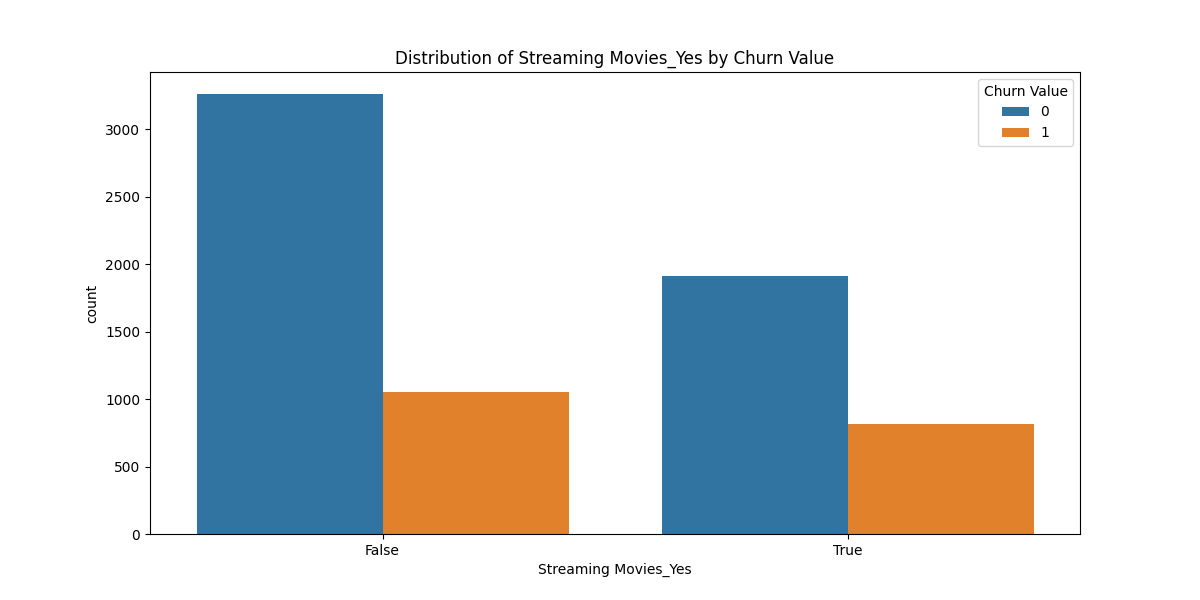 Distribution of Streaming Movies_Yes by Churn Value
Churn Value
0
1
3000
2500
2000
1500
1000
500
0
count
False
True
Streaming Movies_Yes